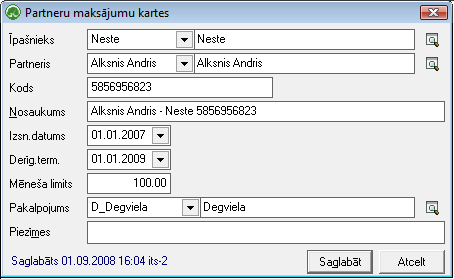 Partneru maksājumu kartes
Īpašnieks Neste Neste
Partneris Alksnis Andris Alksnis Andris
Kods 5856956823
Nosaukums Alksnis Andris - Neste 5856956823
Izsn.datums 01.01.2007
Derīg.term. 01.01.2009
Mēneša limits 100.00
Pakalpojums D_Degviela Degviela
Piezīmes
Saglabāts 01.09.2008 16:04 its-2 Saglabāt Atcelt